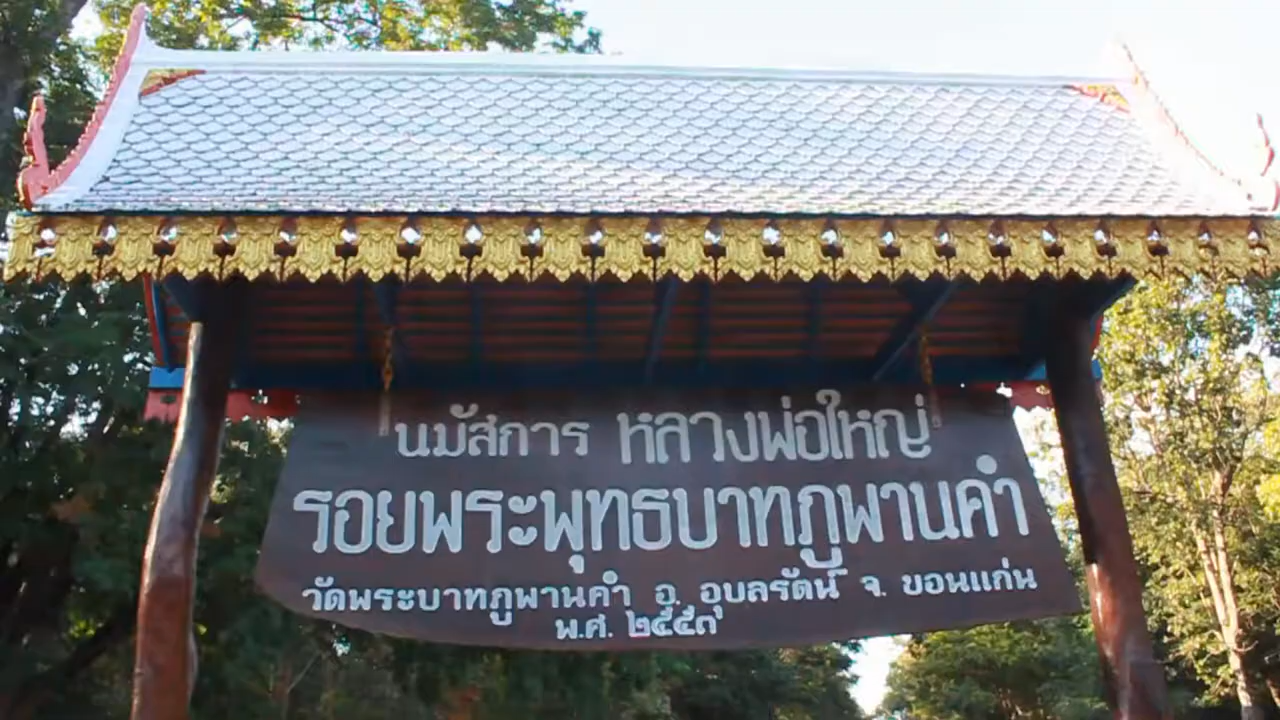 นมัสการ หลวงพ่อใหญ่
รอยพระพุทธบาทภูพานคำ
วัดพระบาทภูพานคำ อ. อุบลรัตน์ จ. ขอนแก่น
พ.ศ. ๒๕๕๓